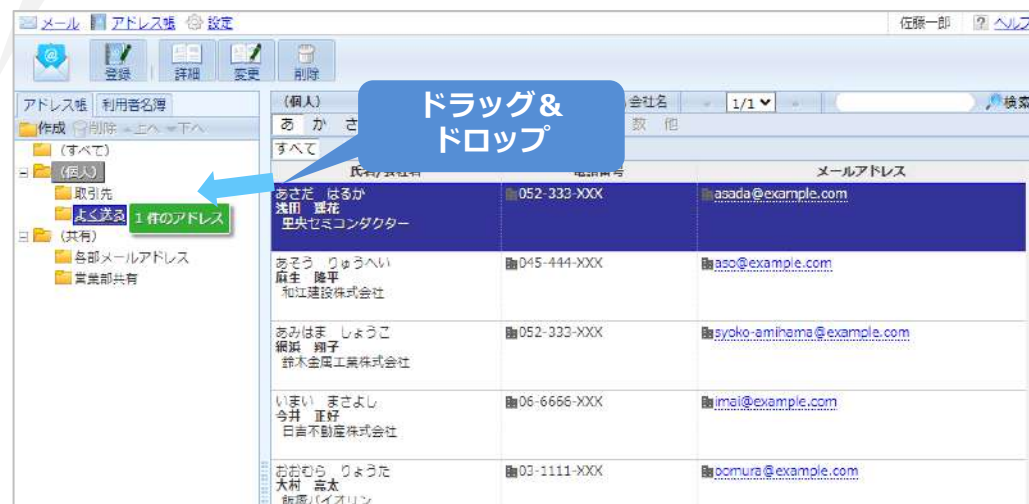 メール アドレス帳 設定 佐藤一郎 ? ヘルプ
登録 詳細 変更 削除
アドレス帳 利用者名簿
作成 削除 上へ 下へ
(すべて)
(個人)
取引先
よく送る 1 件のアドレス
(共有)
各部メールアドレス
営業部共有
(個人) 会社名 1/1 検索
あ か さ 数 他
すべて
ドラッグ&
ドロップ
氏名/会社名 電話番号 メールアドレス
あさだ はるか 052-333-XXX asada@example.com
浅田 遥花
里央セミコンダクター
あそう りゅうへい 045-444-XXX aso@example.com
麻生 隆平
和江建設株式会社
あみはま しょうこ 052-333-XXX syoko-amihama@example.com
網浜 翔子
鈴木金属工業株式会社
いまい まさよし 06-6666-XXX imai@example.com
今井 正好
日吉不動産株式会社
おおむら りょうた 03-1111-XXX oomura@example.com
大村
バイオリン